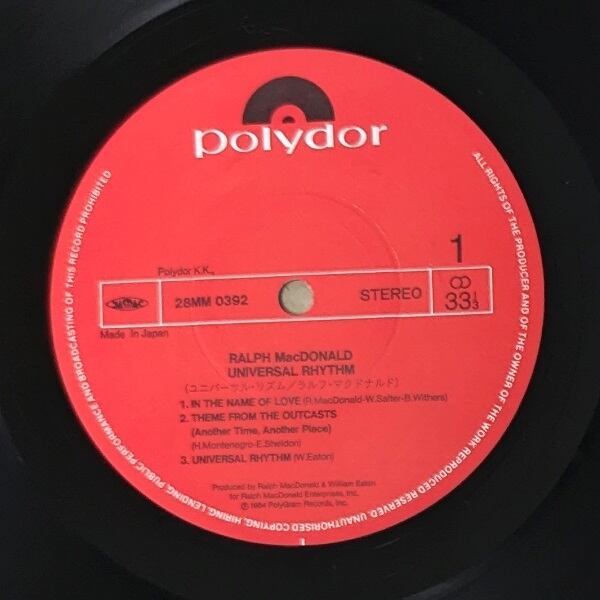 polydor
ALL RIGHTS OF THE PRODUCER AND OF THE OWNER OF THE WORK REPRODUCED RESERVED. UNAUTHORISED COPYING, HIRING, LENDING, PUBLIC PERFORMANCE AND BROADCASTING OF THIS RECORD PROHIBITED
1
Polydor K.K.,
28MM 0392
STEREO
33 1/3
Made in Japan
RALPH MacDONALD
UNIVERSAL RHYTHM
(ユニバーサル・リズム/ラルフ・マクドナルド)
1. IN THE NAME OF LOVE (R.MacDonald-W.Salter-B.Withers)
2. THEME FROM THE OUTCASTS
(Another Time, Another Place)
(H.Montenegro-E.Sheldon)
3. UNIVERSAL RHYTHM (W.Eaton)
Produced by Ralph MacDonald & William Eaton
for Ralph MacDonald Enterprises, Inc.
℗ 1984 PolyGram Records, Inc.